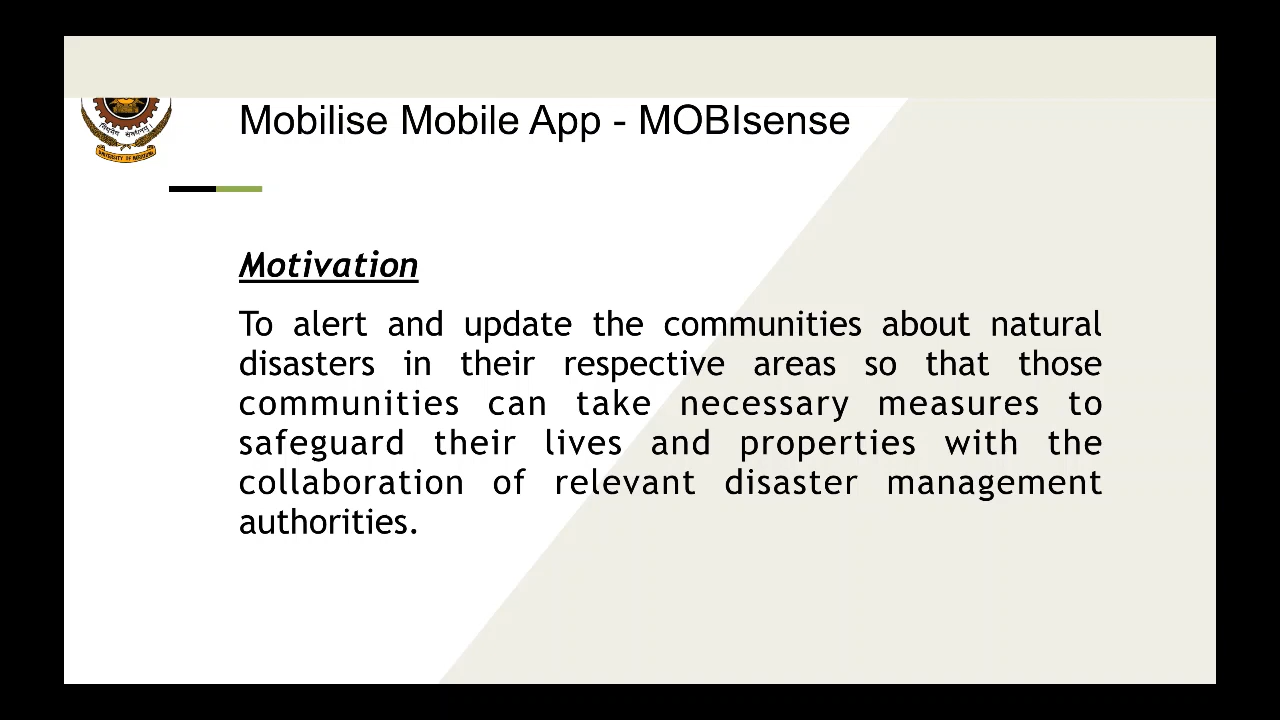 UNIVERSITY OF
Mobilise Mobile App - MOBIsense
Motivation
To alert and update the communities about natural
disasters in their respective areas so that those
communities can take necessary measures to
safeguard their lives and properties with the
collaboration of relevant disaster management
authorities.